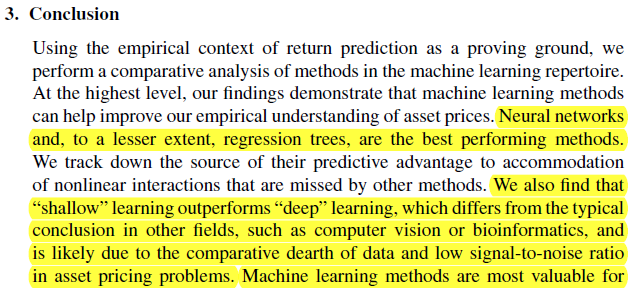 3. Conclusion
Using the empirical context of return prediction as a proving ground, we
perform a comparative analysis of methods in the machine learning repertoire.
At the highest level, our findings demonstrate that machine learning methods
can help improve our empirical understanding of asset prices. Neural networks
and, to a lesser extent, regression trees, are the best performing methods.
We track down the source of their predictive advantage to accommodation
of nonlinear interactions that are missed by other methods. We also find that
“shallow” learning outperforms “deep” learning, which differs from the typical
conclusion in other fields, such as computer vision or bioinformatics, and
is likely due to the comparative dearth of data and low signal-to-noise ratio
in asset pricing problems. Machine learning methods are most valuable for